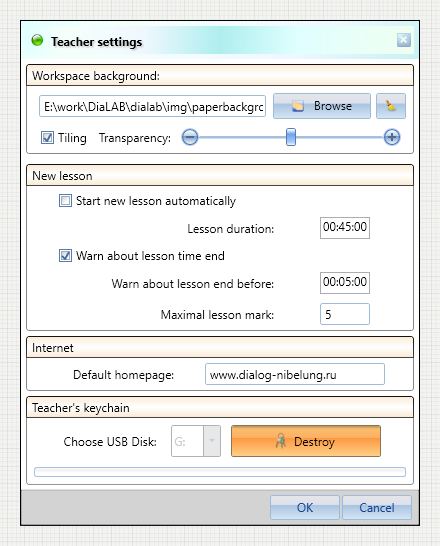 Teacher settings
Workspace background:
E:\work\DiaLAB\dialab\img\paperbackgrc
Browse
Tiling Transparency:
New lesson
Start new lesson automatically
Lesson duration: 00:45:00
Warn about lesson time end
Warn about lesson end before: 00:05:00
Maximal lesson mark: 5
Internet
Default homepage: www.dialog-nibelung.ru
Teacher's keychain
Choose USB Disk: G: Destroy
OK Cancel